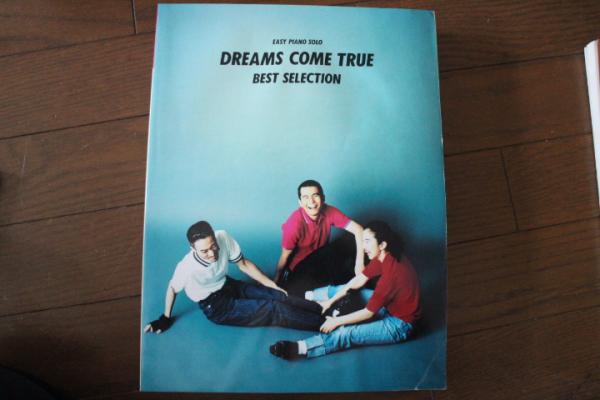 EASY PIANO SOLO
DREAMS COME TRUE
BEST SELECTION